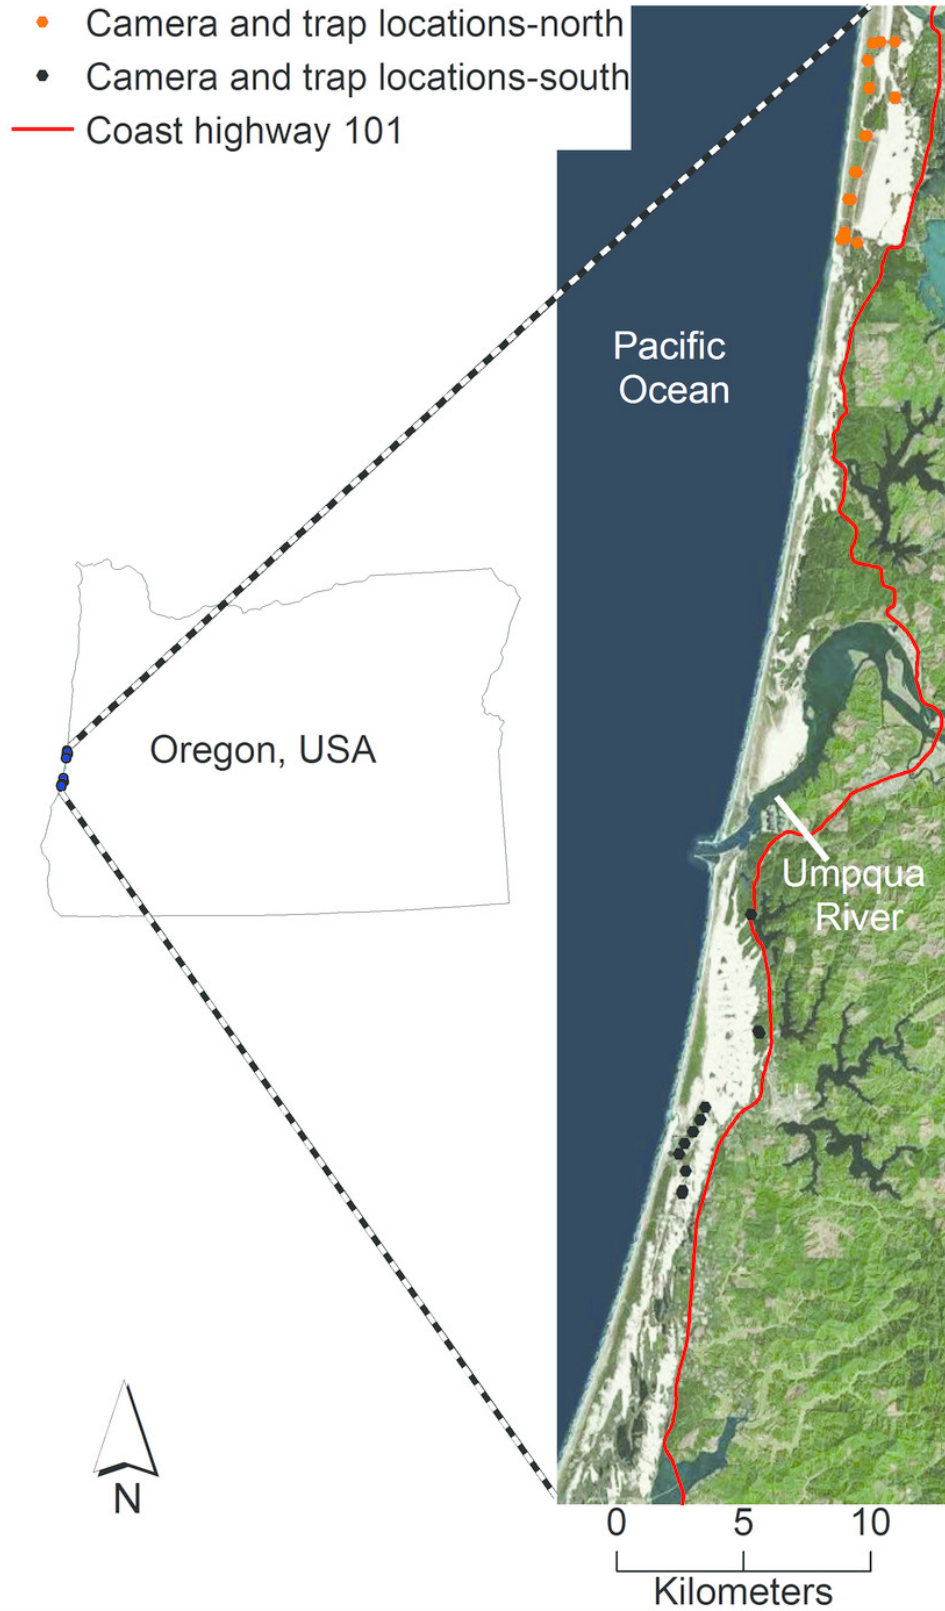 Camera and trap locations-north
Camera and trap locations-south
Coast highway 101
Pacific
Ocean
Oregon, USA
Umpqua
River
N
0 5 10
Kilometers